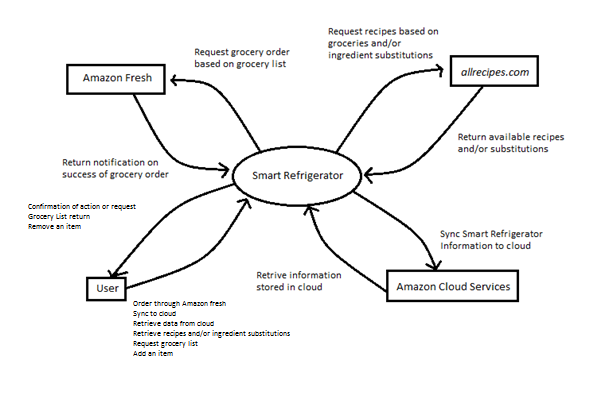 Request recipes based on
groceries and/or
ingredient substitutions
Request grocery order
based on grocery list
Amazon Fresh
allrecipes.com
Return available recipes
and/or substitutions
Return notification on
success of grocery order
Smart Refrigerator
Confirmation of action or request
Grocery List return
Remove an item
Sync Smart Refrigerator
Information to cloud
Retrive information
stored in cloud
User
Amazon Cloud Services
Order through Amazon fresh
Sync to cloud
Retrieve data from cloud
Retrieve recipes and/or ingredient substitutions
Request grocery list
Add an item